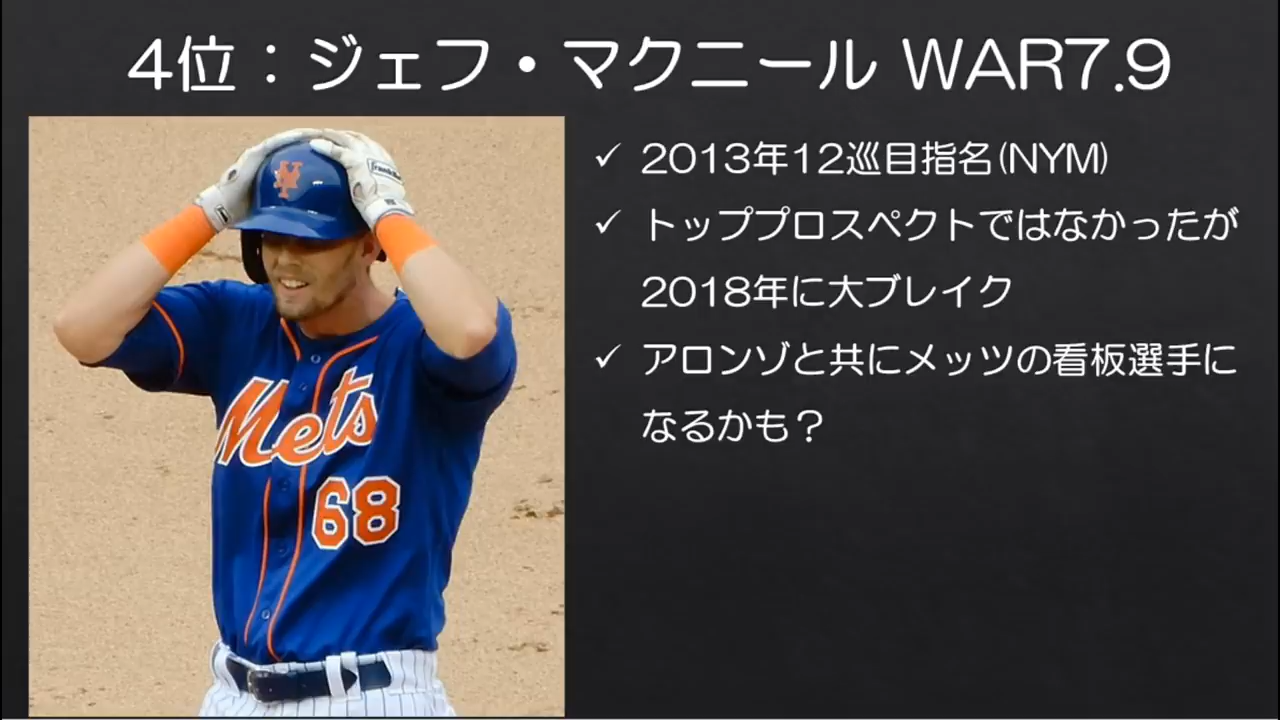 4位：ジェフ・マクニール WAR7.9
✓ 2013年12巡目指名(NYM)
✓ トッププロスペクトではなかったが
2018年に大ブレイク
✓ アロンゾと共にメッツの看板選手に
なるかも？
NY
Mets
68